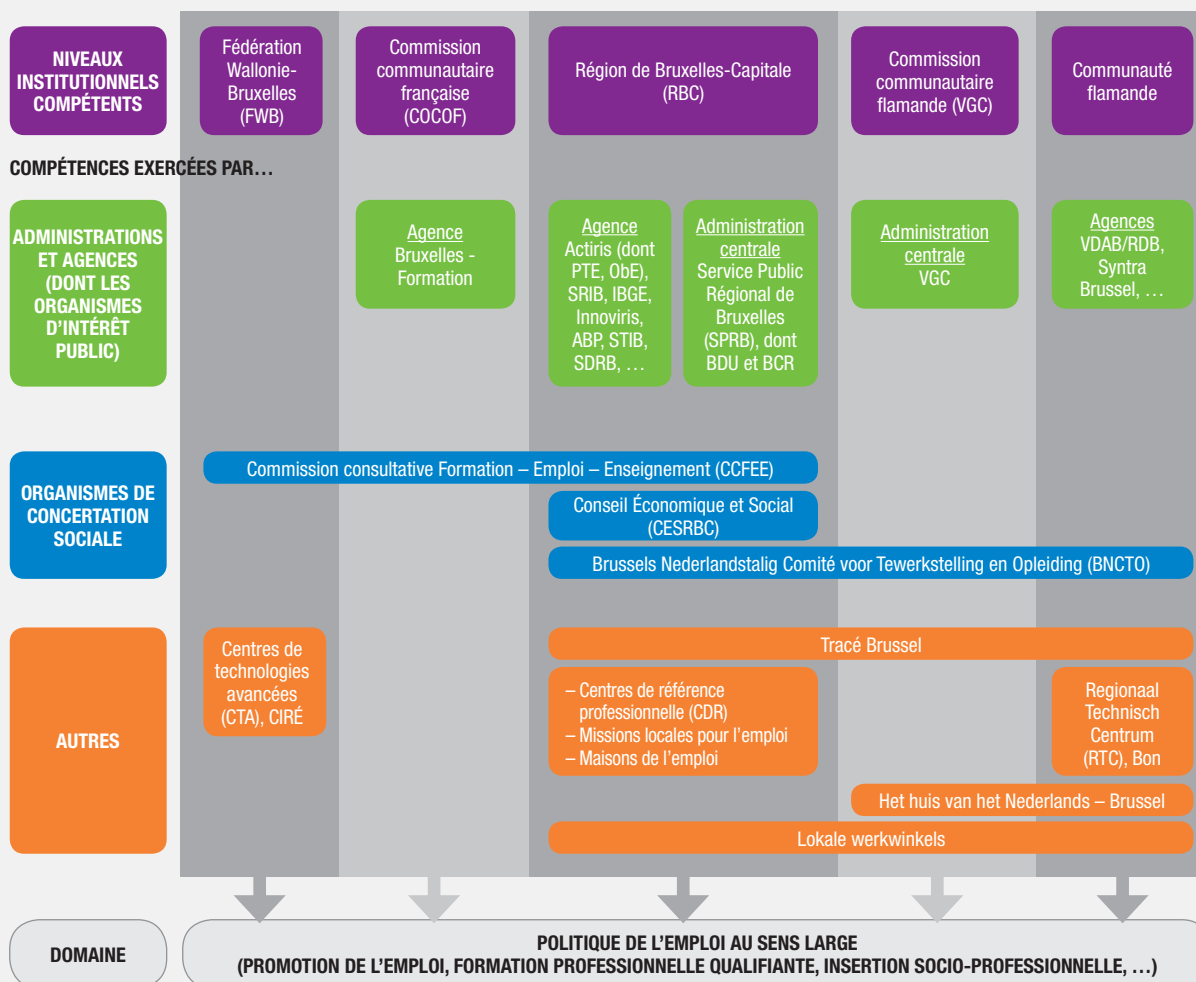 NIVEAUX
INSTITUTIONNELS
COMPÉTENTS
Fédération
Wallonie-
Bruxelles
(FWB)
Commission
communautaire
française
(COCOF)
Région de Bruxelles-Capitale
(RBC)
Commission
communautaire
flamande (VGC)
Communauté
flamande
COMPÉTENCES EXERCÉES PAR…
ADMINISTRATIONS
ET AGENCES
(DONT LES
ORGANISMES
D’INTÉRÊT
PUBLIC)
Agence
Bruxelles -
Formation
Agence
Actiris (dont
PTE, ObE),
SRIB, IBGE,
Innoviris,
ABP, STIB,
SDRB, …
Administration
centrale
Service Public
Régional de
Bruxelles
(SPRB), dont
BDU et BCR
Administration
centrale
VGC
Agences
VDAB/RDB,
Syntra
Brussel, …
ORGANISMES DE
CONCERTATION
SOCIALE
Commission consultative Formation – Emploi – Enseignement (CCFEE)
Conseil Économique et Social
(CESRBC)
Brussels Nederlandstalig Comité voor Tewerkstelling en Opleiding (BNCTO)
AUTRES
Centres de
technologies
avancées
(CTA), CIRÉ
Tracé Brussel
– Centres de référence
professionnelle (CDR)
– Missions locales pour l’emploi
– Maisons de l’emploi
Regionaal
Technisch
Centrum
(RTC), Bon
Het huis van het Nederlands – Brussel
Lokale werkwinkels
DOMAINE
POLITIQUE DE L’EMPLOI AU SENS LARGE
(PROMOTION DE L’EMPLOI, FORMATION PROFESSIONNELLE QUALIFIANTE, INSERTION SOCIO-PROFESSIONNELLE, …)